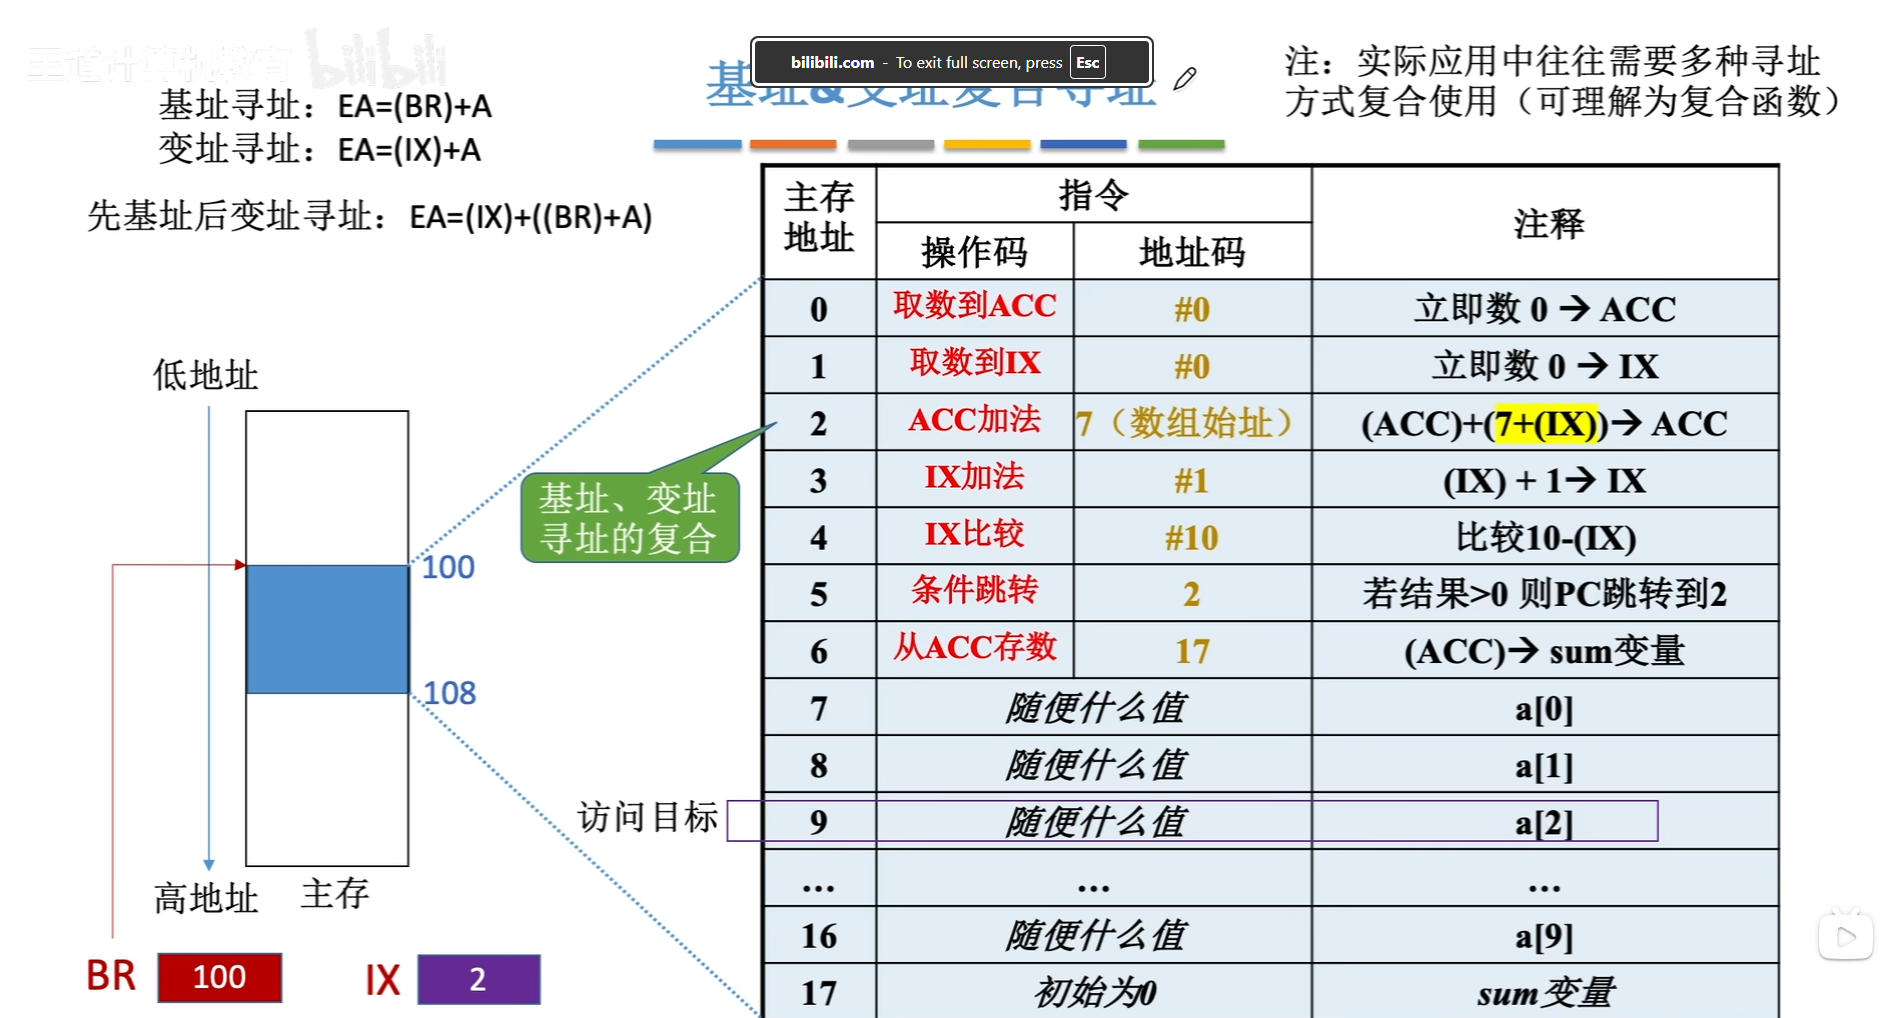 王道计算机教育 bilibili
bilibili.com - To exit full screen, press Esc
基址&变址复合寻址
注：实际应用中往往需要多种寻址
方式复合使用（可理解为复合函数）
基址寻址：EA=(BR)+A
变址寻址：EA=(IX)+A
先基址后变址寻址：EA=(IX)+((BR)+A)
低地址
100
108
高地址
主存
BR 100
IX 2
基址、变址
寻址的复合
访问目标
主存
地址
指令
注释
操作码 地址码
0 取数到ACC #0 立即数 0 → ACC
1 取数到IX #0 立即数 0 → IX
2 ACC加法 7（数组始址） (ACC)+(7+(IX))→ ACC
3 IX加法 #1 (IX) + 1→ IX
4 IX比较 #10 比较10-(IX)
5 条件跳转 2 若结果>0 则PC跳转到2
6 从ACC存数 17 (ACC)→ sum变量
7 随便什么值 a[0]
8 随便什么值 a[1]
9 随便什么值 a[2]
... ... ...
16 随便什么值 a[9]
17 初始为0 sum变量